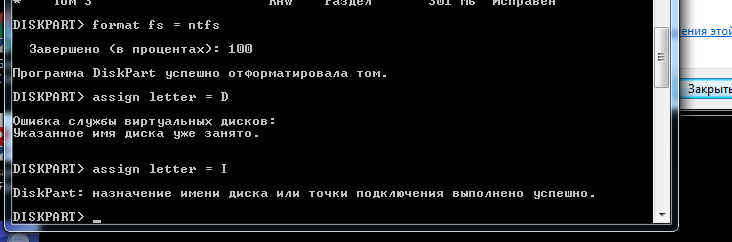 * Том 3 RAW Раздел 301 Мб Исправен
DISKPART> format fs = ntfs
Завершено (в процентах): 100
Программа DiskPart успешно отформатировала том.
DISKPART> assign letter = D
Ошибка службы виртуальных дисков:
Указанное имя диска уже занято.
DISKPART> assign letter = I
DiskPart: назначение имени диска или точки подключения выполнено успешно.
DISKPART> _
ения этой
Закрыть